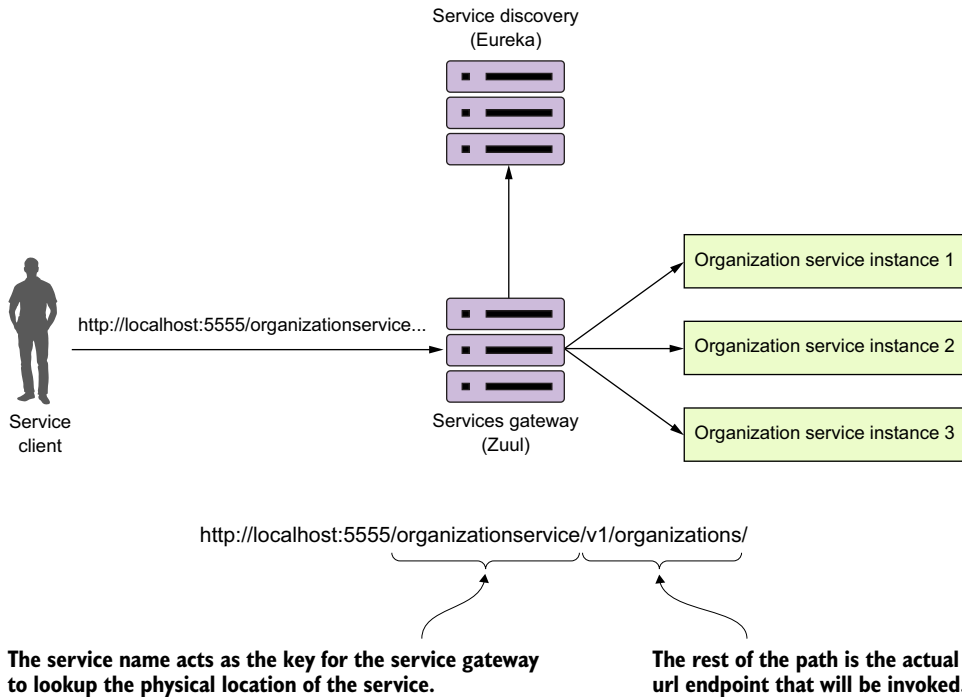 Service discovery
(Eureka)
Organization service instance 1
http://localhost:5555/organizationservice...
Organization service instance 2
Service
client
Services gateway
(Zuul)
Organization service instance 3
http://localhost:5555/organizationservice/v1/organizations/
The service name acts as the key for the service gateway
to lookup the physical location of the service.
The rest of the path is the actual
url endpoint that will be invoked.